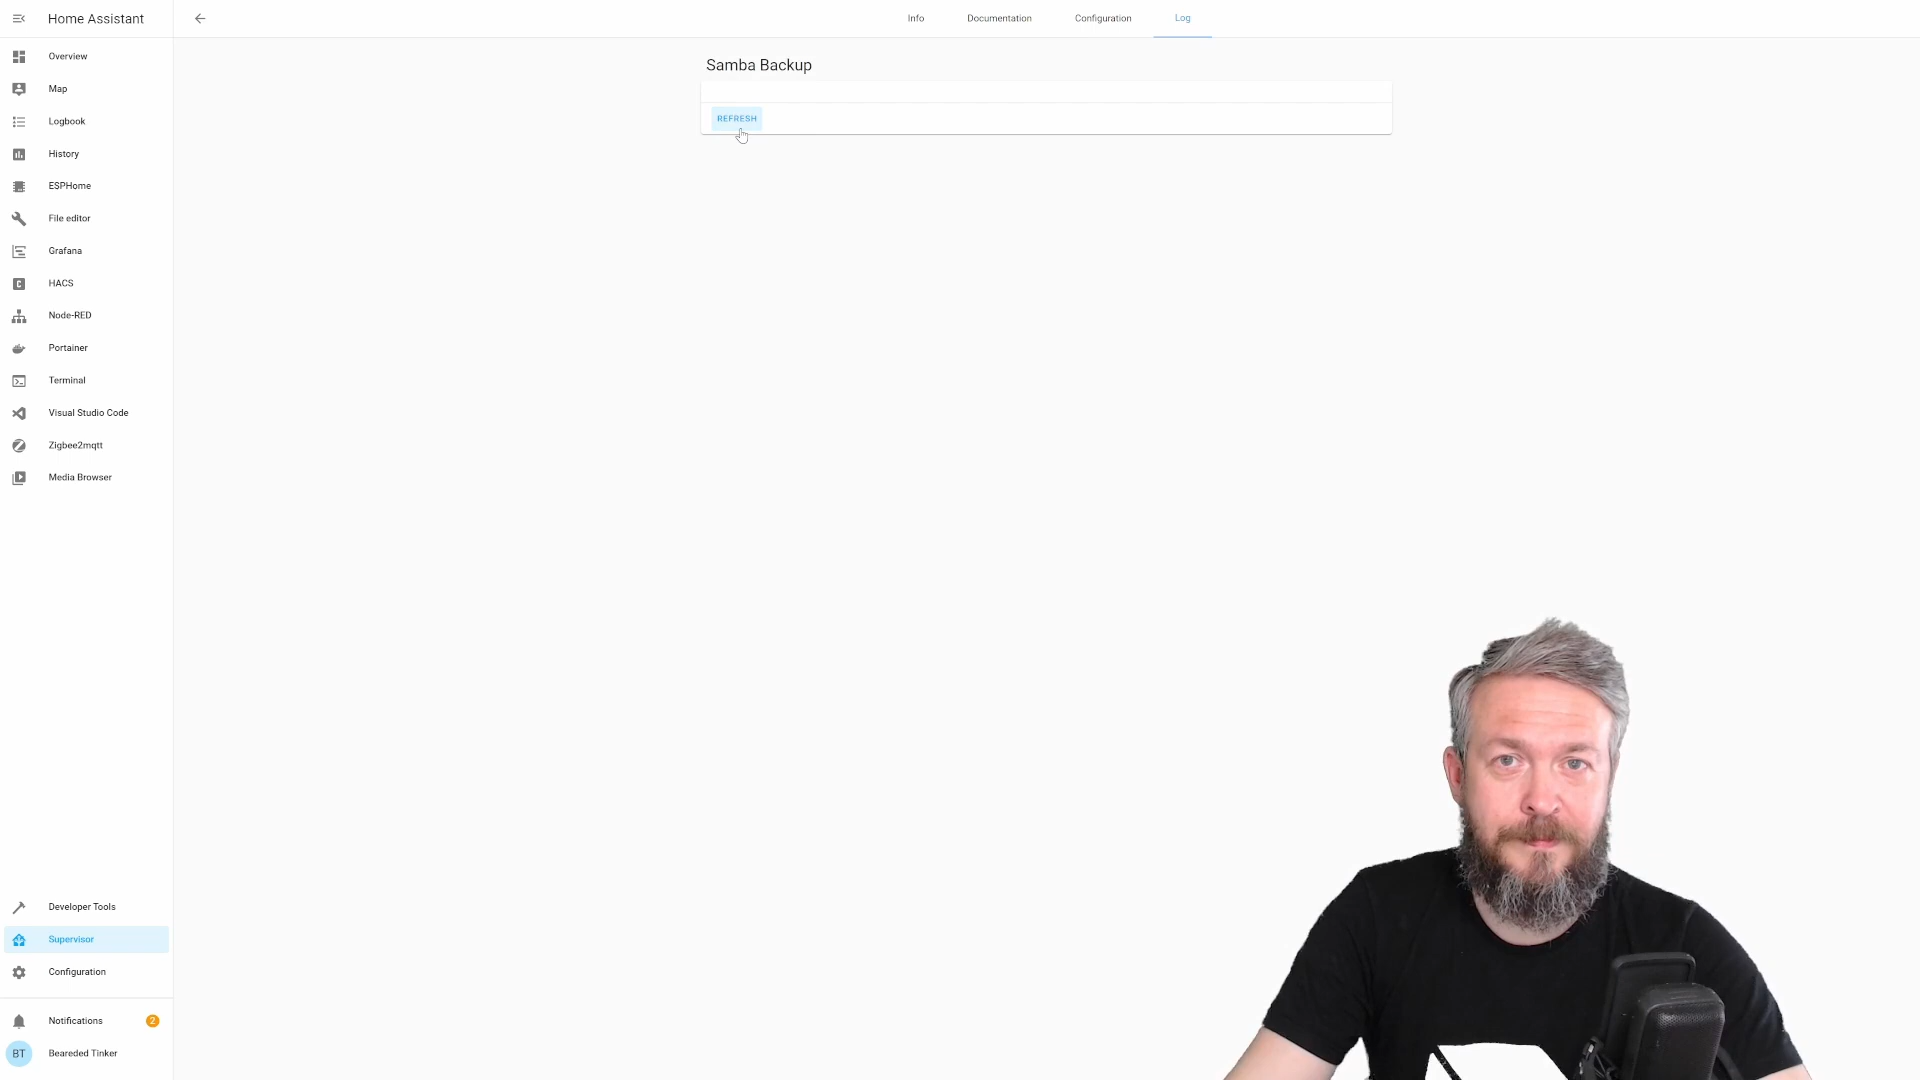 Home Assistant
Info
Documentation
Configuration
Log
Overview
Map
Logbook
History
ESPHome
File editor
Grafana
HACS
Node-RED
Portainer
Terminal
Visual Studio Code
Zigbee2mqtt
Media Browser
Samba Backup
REFRESH
Developer Tools
Supervisor
Configuration
Notifications
2
BT
Bearded Tinker